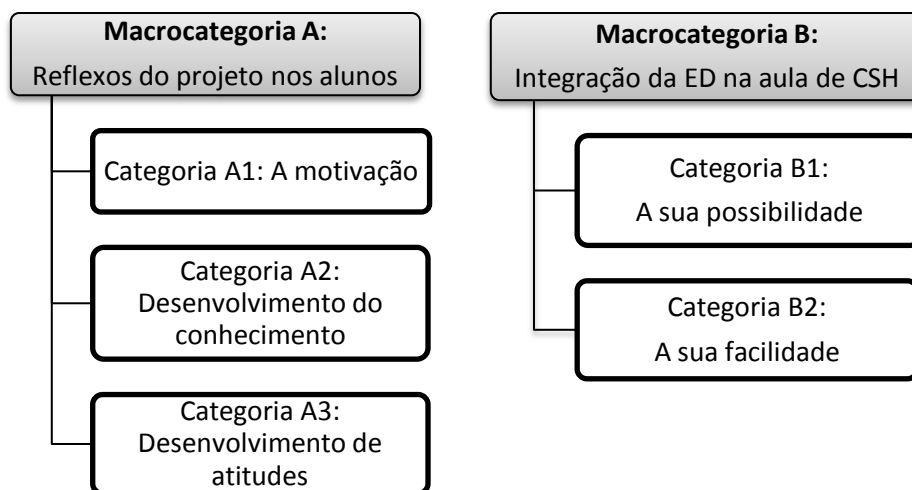 Macrocategoria A:
Reflexos do projeto nos alunos
Categoria A1: A motivação
Categoria A2:
Desenvolvimento do
conhecimento
Categoria A3:
Desenvolvimento de
atitudes
Macrocategoria B:
Integração da ED na aula de CSH
Categoria B1:
A sua possibilidade
Categoria B2:
A sua facilidade